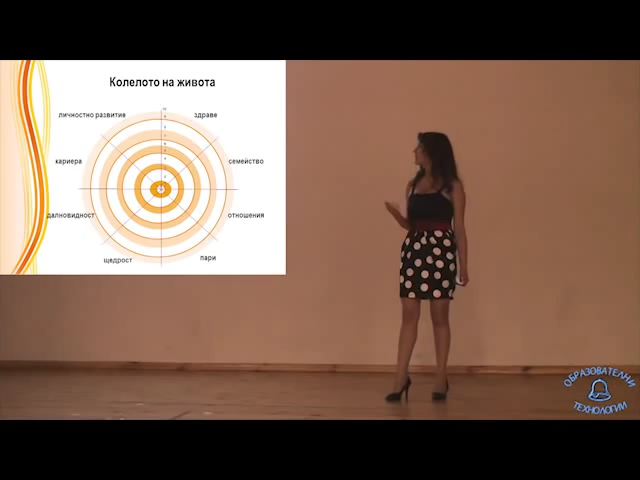 Колелото на живота
личностно развитие
здраве
кариера
семейство
далновидност
отношения
щедрост
пари
ОБРАЗОВАТЕЛНИ
ТЕХНОЛОГИИ